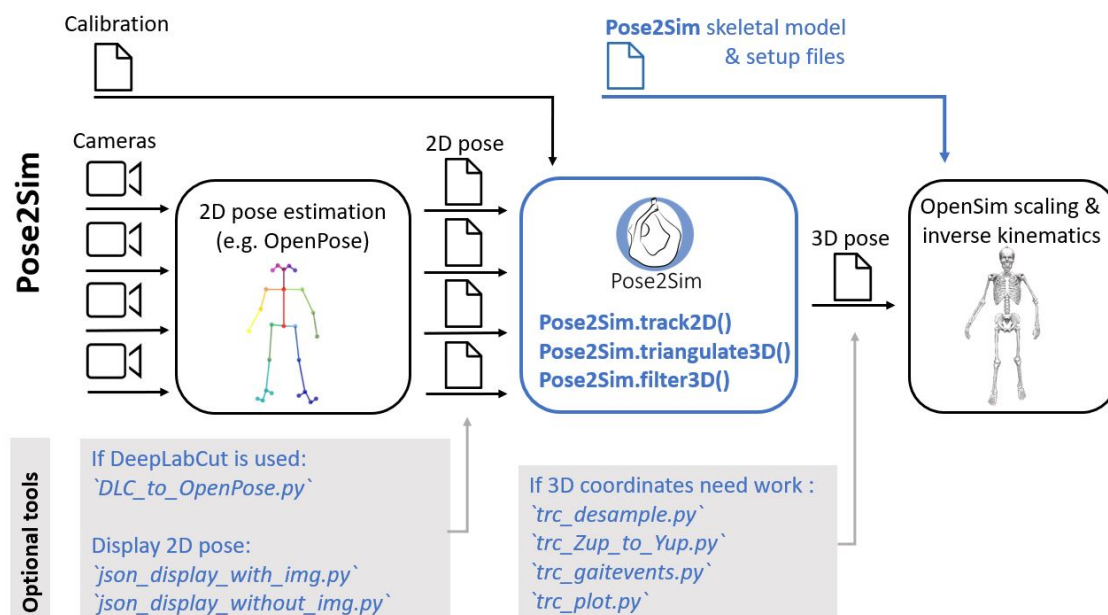 Calibration
Pose2Sim skeletal model
& setup files
Pose2Sim
Cameras
2D pose estimation
(e.g. OpenPose)
2D pose
Pose2Sim
Pose2Sim.track2D()
Pose2Sim.triangulate3D()
Pose2Sim.filter3D()
3D pose
OpenSim scaling &
inverse kinematics
Optional tools
If DeepLabCut is used:
`DLC_to_OpenPose.py`
Display 2D pose:
`json_display_with_img.py`
`json_display_without_img.py`
If 3D coordinates need work :
`trc_desample.py`
`trc_Zup_to_Yup.py`
`trc_gaitevents.py`
`trc_plot.py`